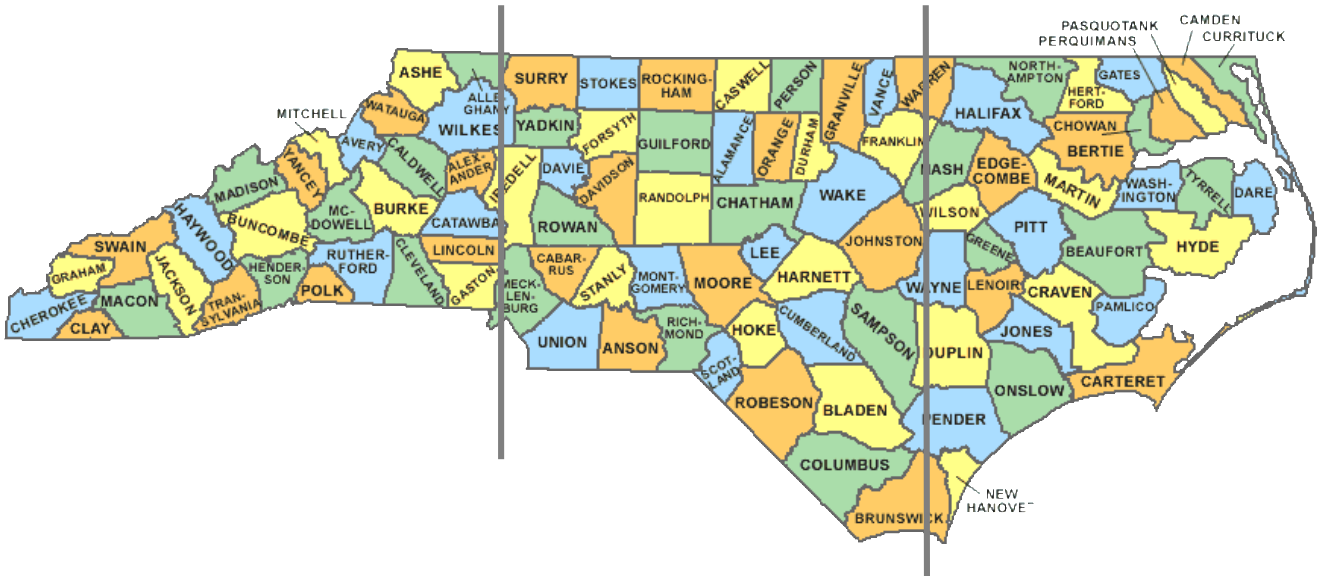 PASQUOTANK
CAMDEN
PERQUIMANS
CURRITUCK
ASHE
ALLE-
GHANY
SURRY
STOKES
ROCKING-
HAM
CASWELL
PERSON
GRANVILLE
VANCE
WARREN
NORTH-
AMPTON
GATES
HERT-
FORD
MITCHELL
WATAUGA
WILKES
YADKIN
FORSYTH
GUILFORD
ALAMANCE
ORANGE
DURHAM
FRANKLIN
HALIFAX
CHOWAN
BERTIE
AVERY
CALDWELL
ALEX-
ANDER
IREDELL
DAVIE
DAVIDSON
RANDOLPH
CHATHAM
WAKE
NASH
EDGE-
COMBE
MARTIN
WASH-
INGTON
TYRRELL
DARE
YANCEY
MADISON
MC-
DOWELL
BURKE
CATAWBA
ROWAN
WILSON
PITT
BEAUFORT
HYDE
HAYWOOD
BUNCOMBE
SWAIN
GRAHAM
JACKSON
HENDER-
SON
RUTHER-
FORD
CLEVELAND
LINCOLN
GASTON
MECK-
LEN-
BURG
CABAR-
RUS
STANLY
MONT-
GOMERY
MOORE
LEE
HARNETT
JOHNSTON
WAYNE
GREENE
LENOIR
CRAVEN
PAMLICO
CHEROKEE
CLAY
MACON
TRAN-
SYLVANIA
POLK
UNION
ANSON
RICH-
MOND
SCOT-
LAND
HOKE
CUMBERLAND
SAMPSON
DUPLIN
JONES
ONSLOW
CARTERET
ROBESON
BLADEN
PENDER
COLUMBUS
BRUNSWICK
NEW